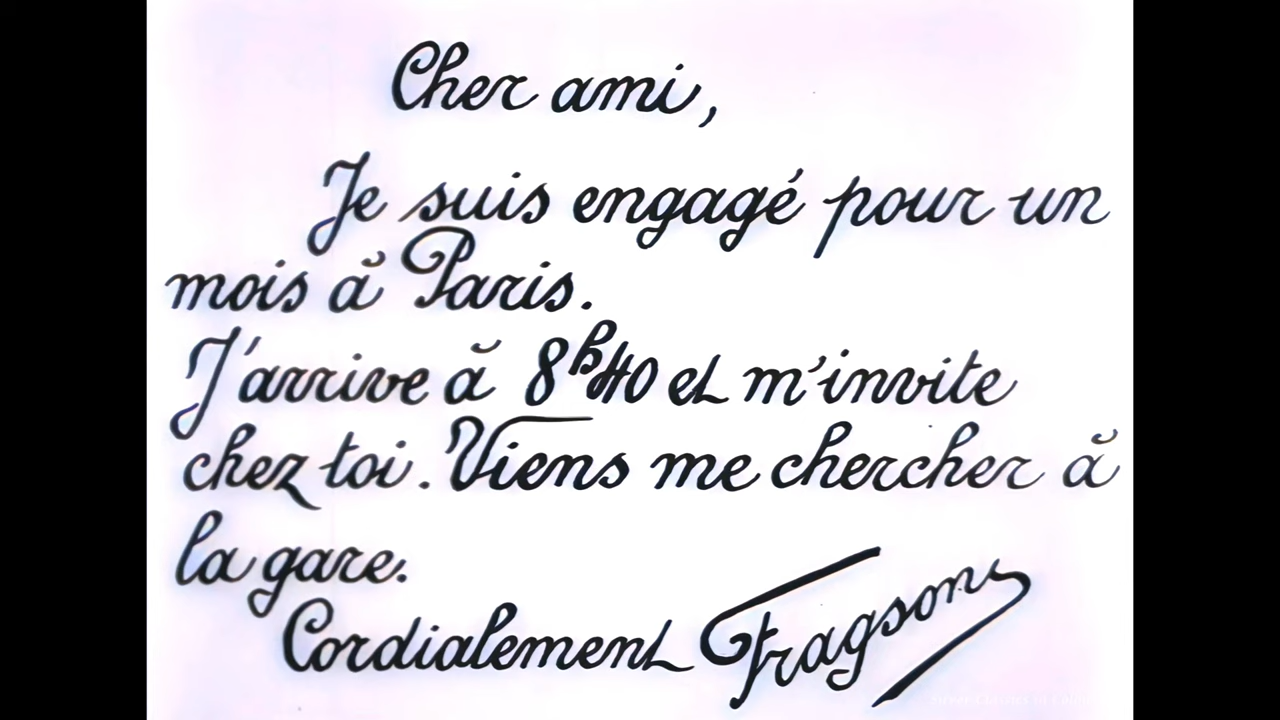 Cher ami,
Je suis engagé pour un
mois à Paris.
J'arrive à 8h40 et m'invite
chez toi. Viens me chercher à
la gare.
Cordialement Fragson